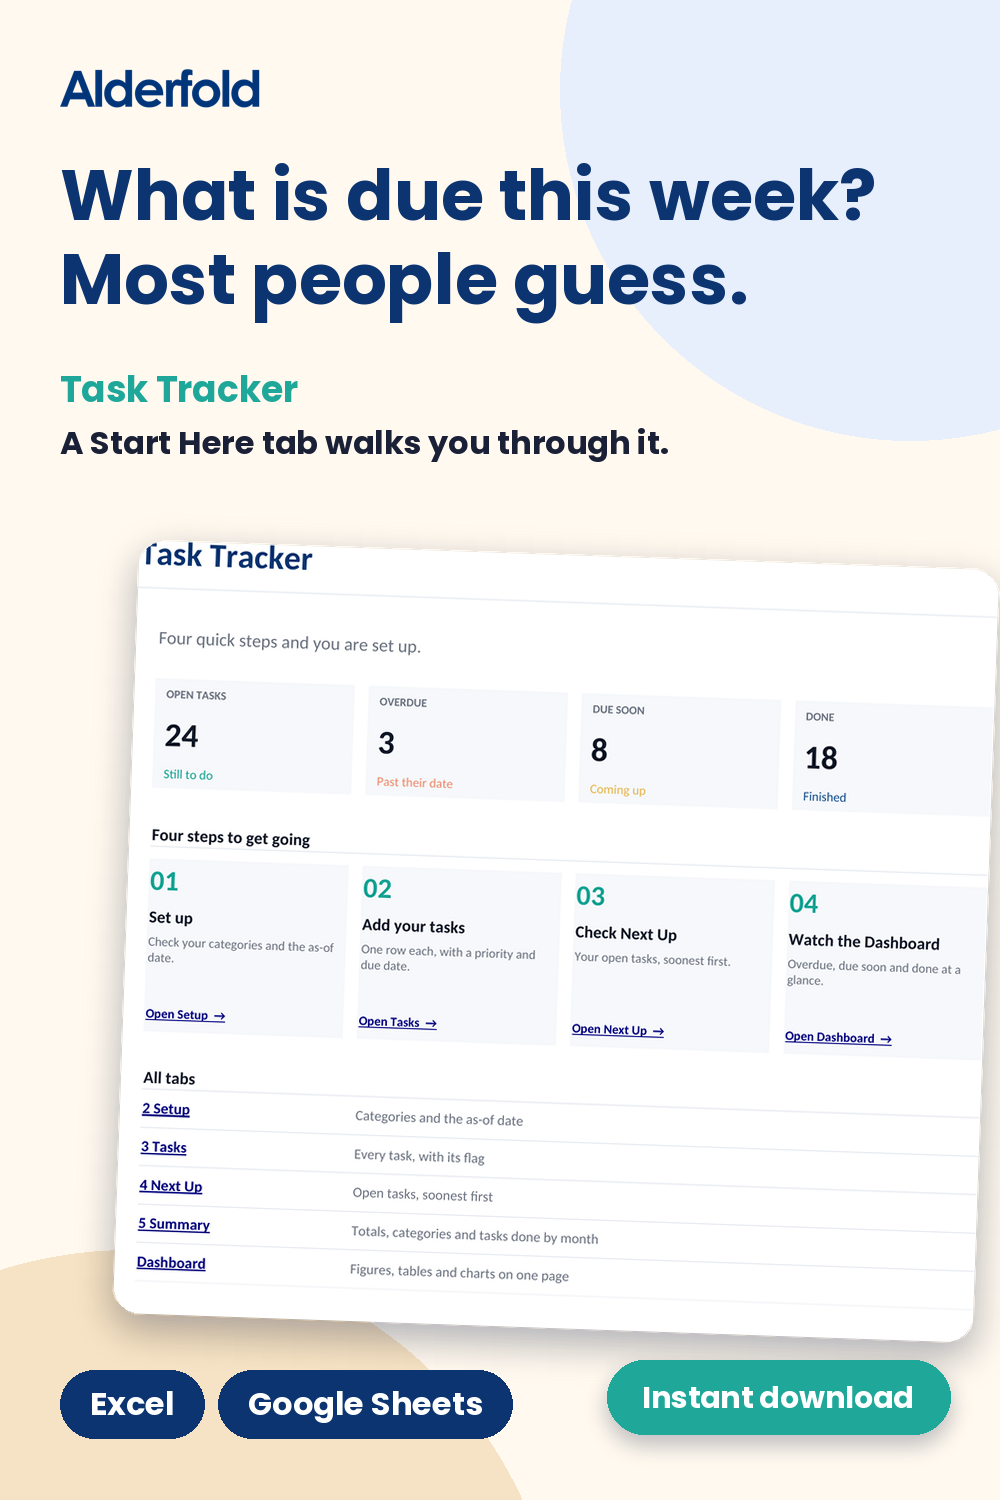 Alderfold
What is due this week?
Most people guess.
Task Tracker
A Start Here tab walks you through it.
Task Tracker
Four quick steps and you are set up.
OPEN TASKS
24
Still to do
OVERDUE
3
Past their date
DUE SOON
8
Coming up
DONE
18
Finished
Four steps to get going
01
Set up
Check your categories and the as-of
date.
Open Setup →
02
Add your tasks
One row each, with a priority and
due date.
Open Tasks →
03
Check Next Up
Your open tasks, soonest first.
Open Next Up →
04
Watch the Dashboard
Overdue, due soon and done at a
glance.
Open Dashboard →
All tabs
2 Setup Categories and the as-of date
3 Tasks Every task, with its flag
4 Next Up Open tasks, soonest first
5 Summary Totals, categories and tasks done by month
Dashboard Figures, tables and charts on one page
Excel
Google Sheets
Instant download